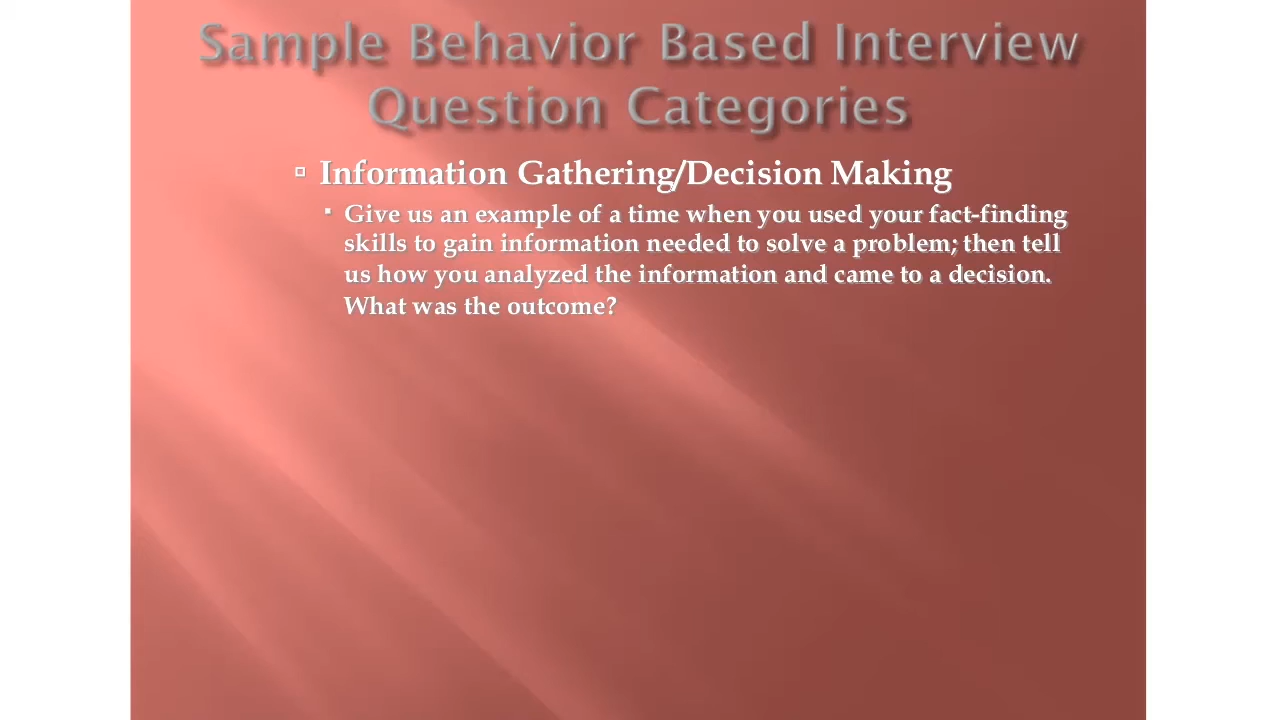 Sample Behavior Based Interview
Question Categories
Information Gathering/Decision Making
Give us an example of a time when you used your fact-finding
skills to gain information needed to solve a problem; then tell
us how you analyzed the information and came to a decision.
What was the outcome?